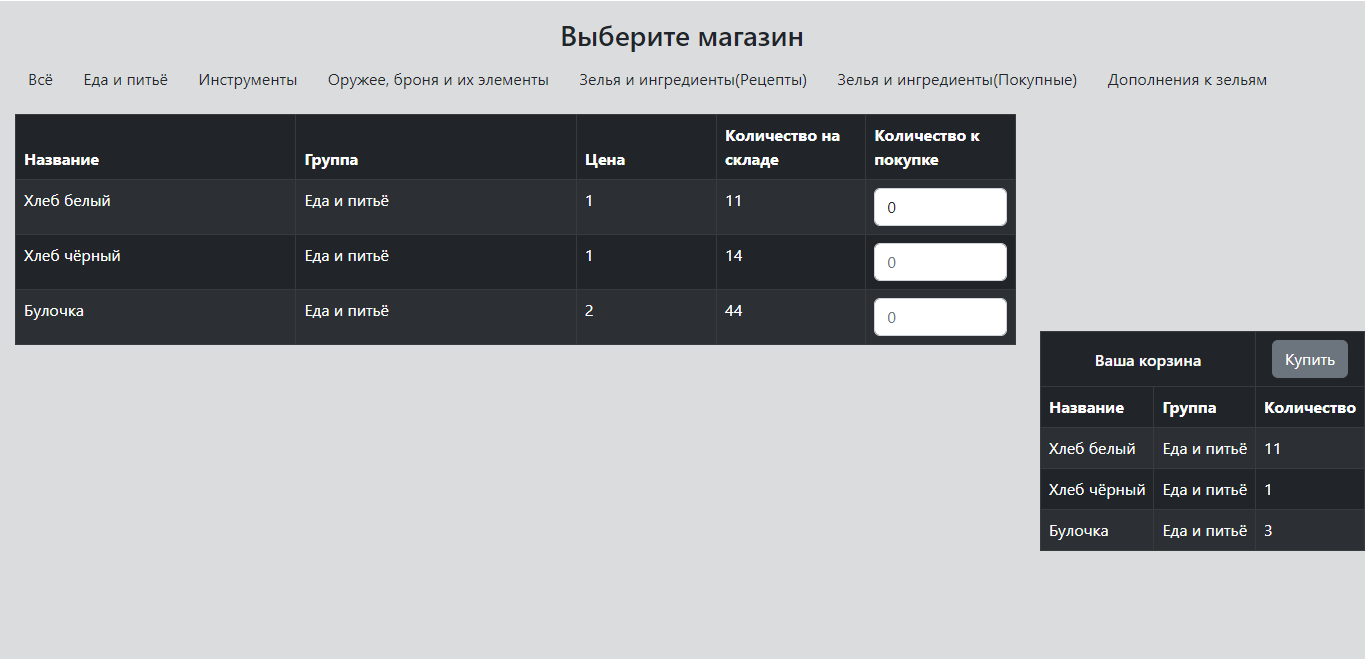 Выберите магазин
Всё Еда и питьё Инструменты Оружее, броня и их элементы Зелья и ингредиенты(Рецепты) Зелья и ингредиенты(Покупные) Дополнения к зельям
Название Группа Цена Количество на складе Количество к покупке
Хлеб белый Еда и питьё 1 11 0
Хлеб чёрный Еда и питьё 1 14 0
Булочка Еда и питьё 2 44 0
Ваша корзина Купить
Название Группа Количество
Хлеб белый Еда и питьё 11
Хлеб чёрный Еда и питьё 1
Булочка Еда и питьё 3